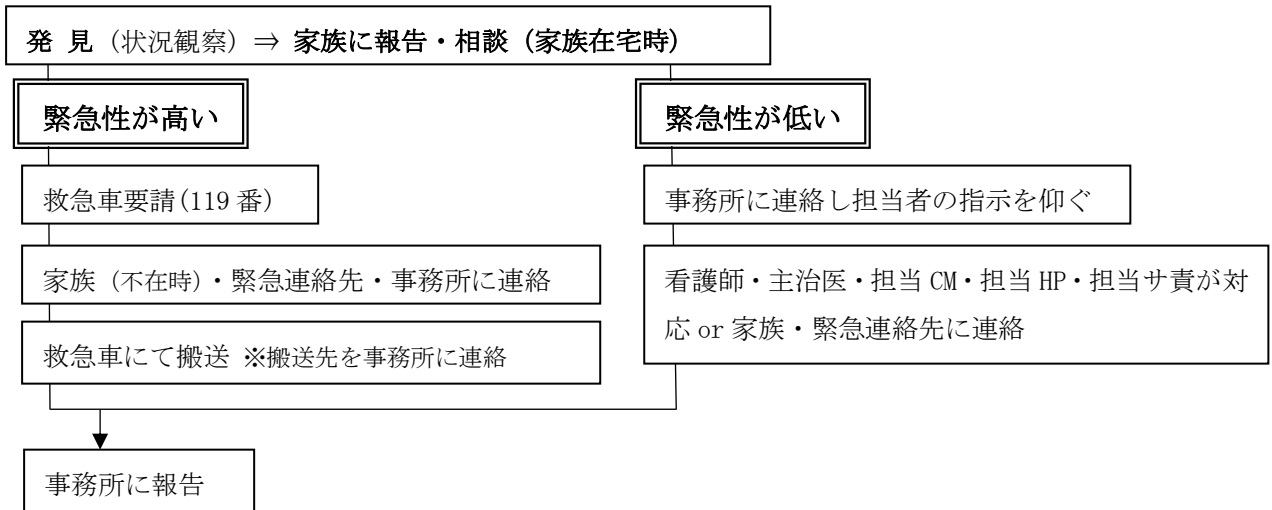 発 見（状況観察）⇒ 家族に報告・相談（家族在宅時）
緊急性が高い
緊急性が低い
救急車要請(119 番)
事務所に連絡し担当者の指示を仰ぐ
家族（不在時）・緊急連絡先・事務所に連絡
看護師・主治医・担当 CM・担当 HP・担当サ責が対
応 or 家族・緊急連絡先に連絡
救急車にて搬送 ※搬送先を事務所に連絡
事務所に報告